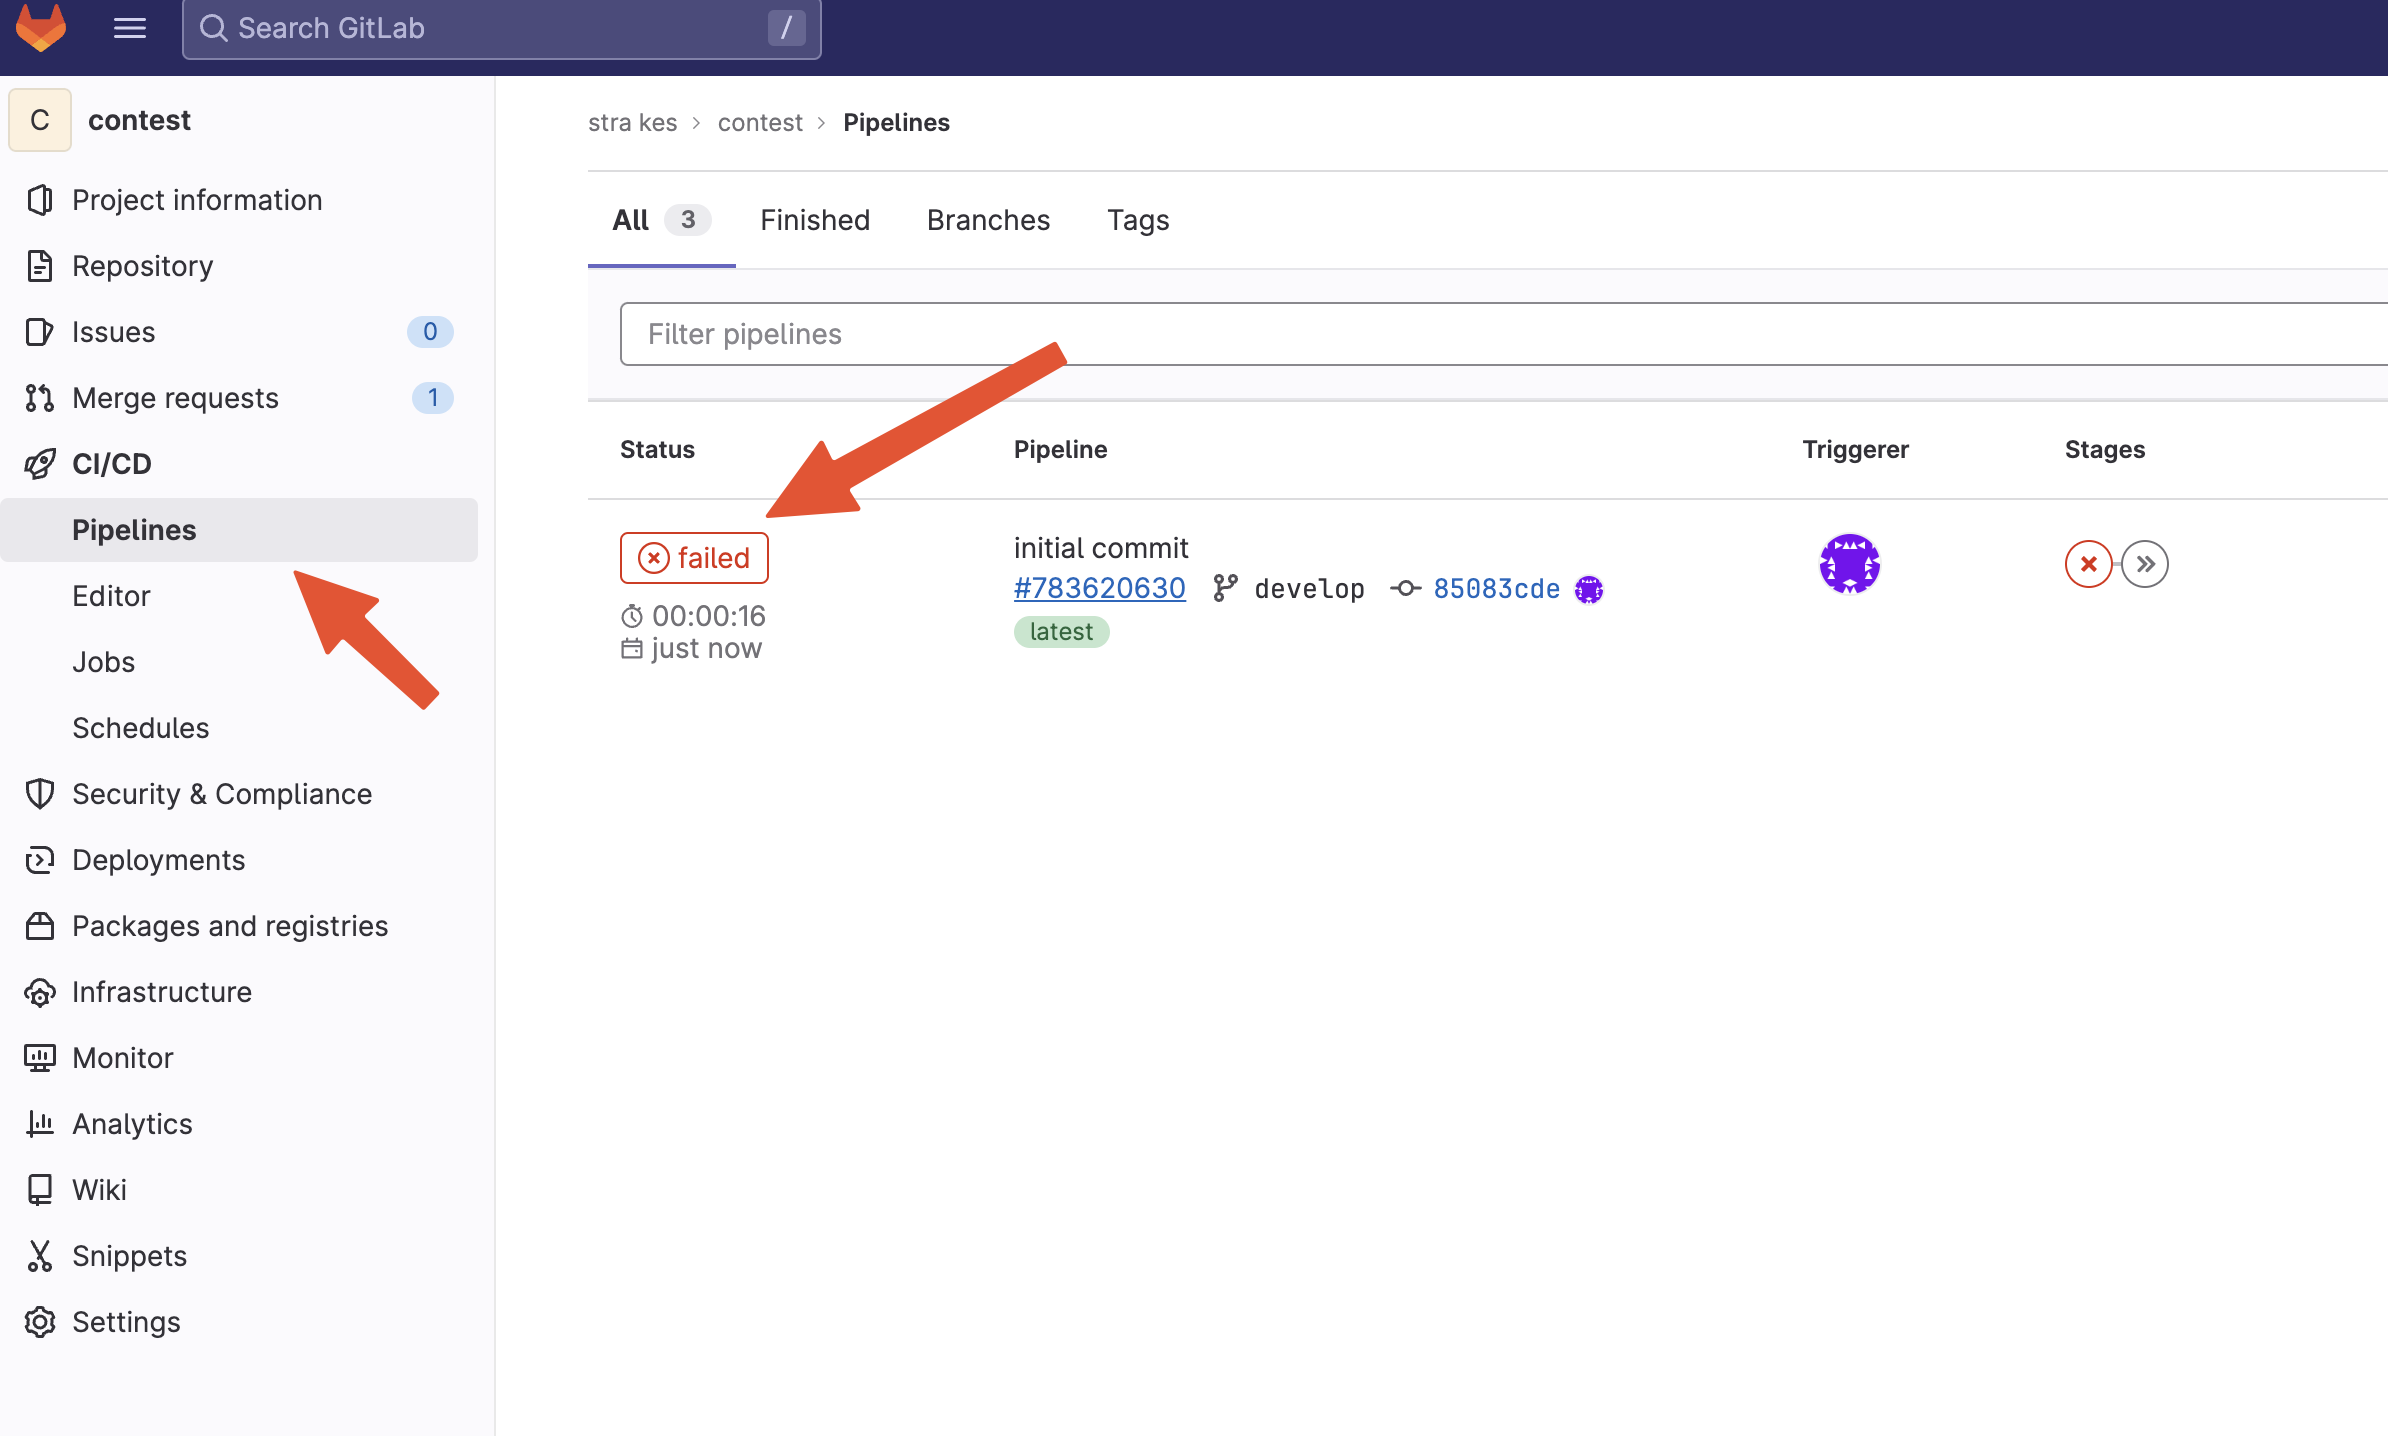 Search GitLab /
C contest
Project information
Repository
Issues 0
Merge requests 1
CI/CD
Pipelines
Editor
Jobs
Schedules
Security & Compliance
Deployments
Packages and registries
Infrastructure
Monitor
Analytics
Wiki
Snippets
Settings
stra kes > contest > Pipelines
All 3 Finished Branches Tags
Filter pipelines
Status Pipeline Triggerer Stages
failed
00:00:16
just now
initial commit
#783620630 develop 85083cde
latest